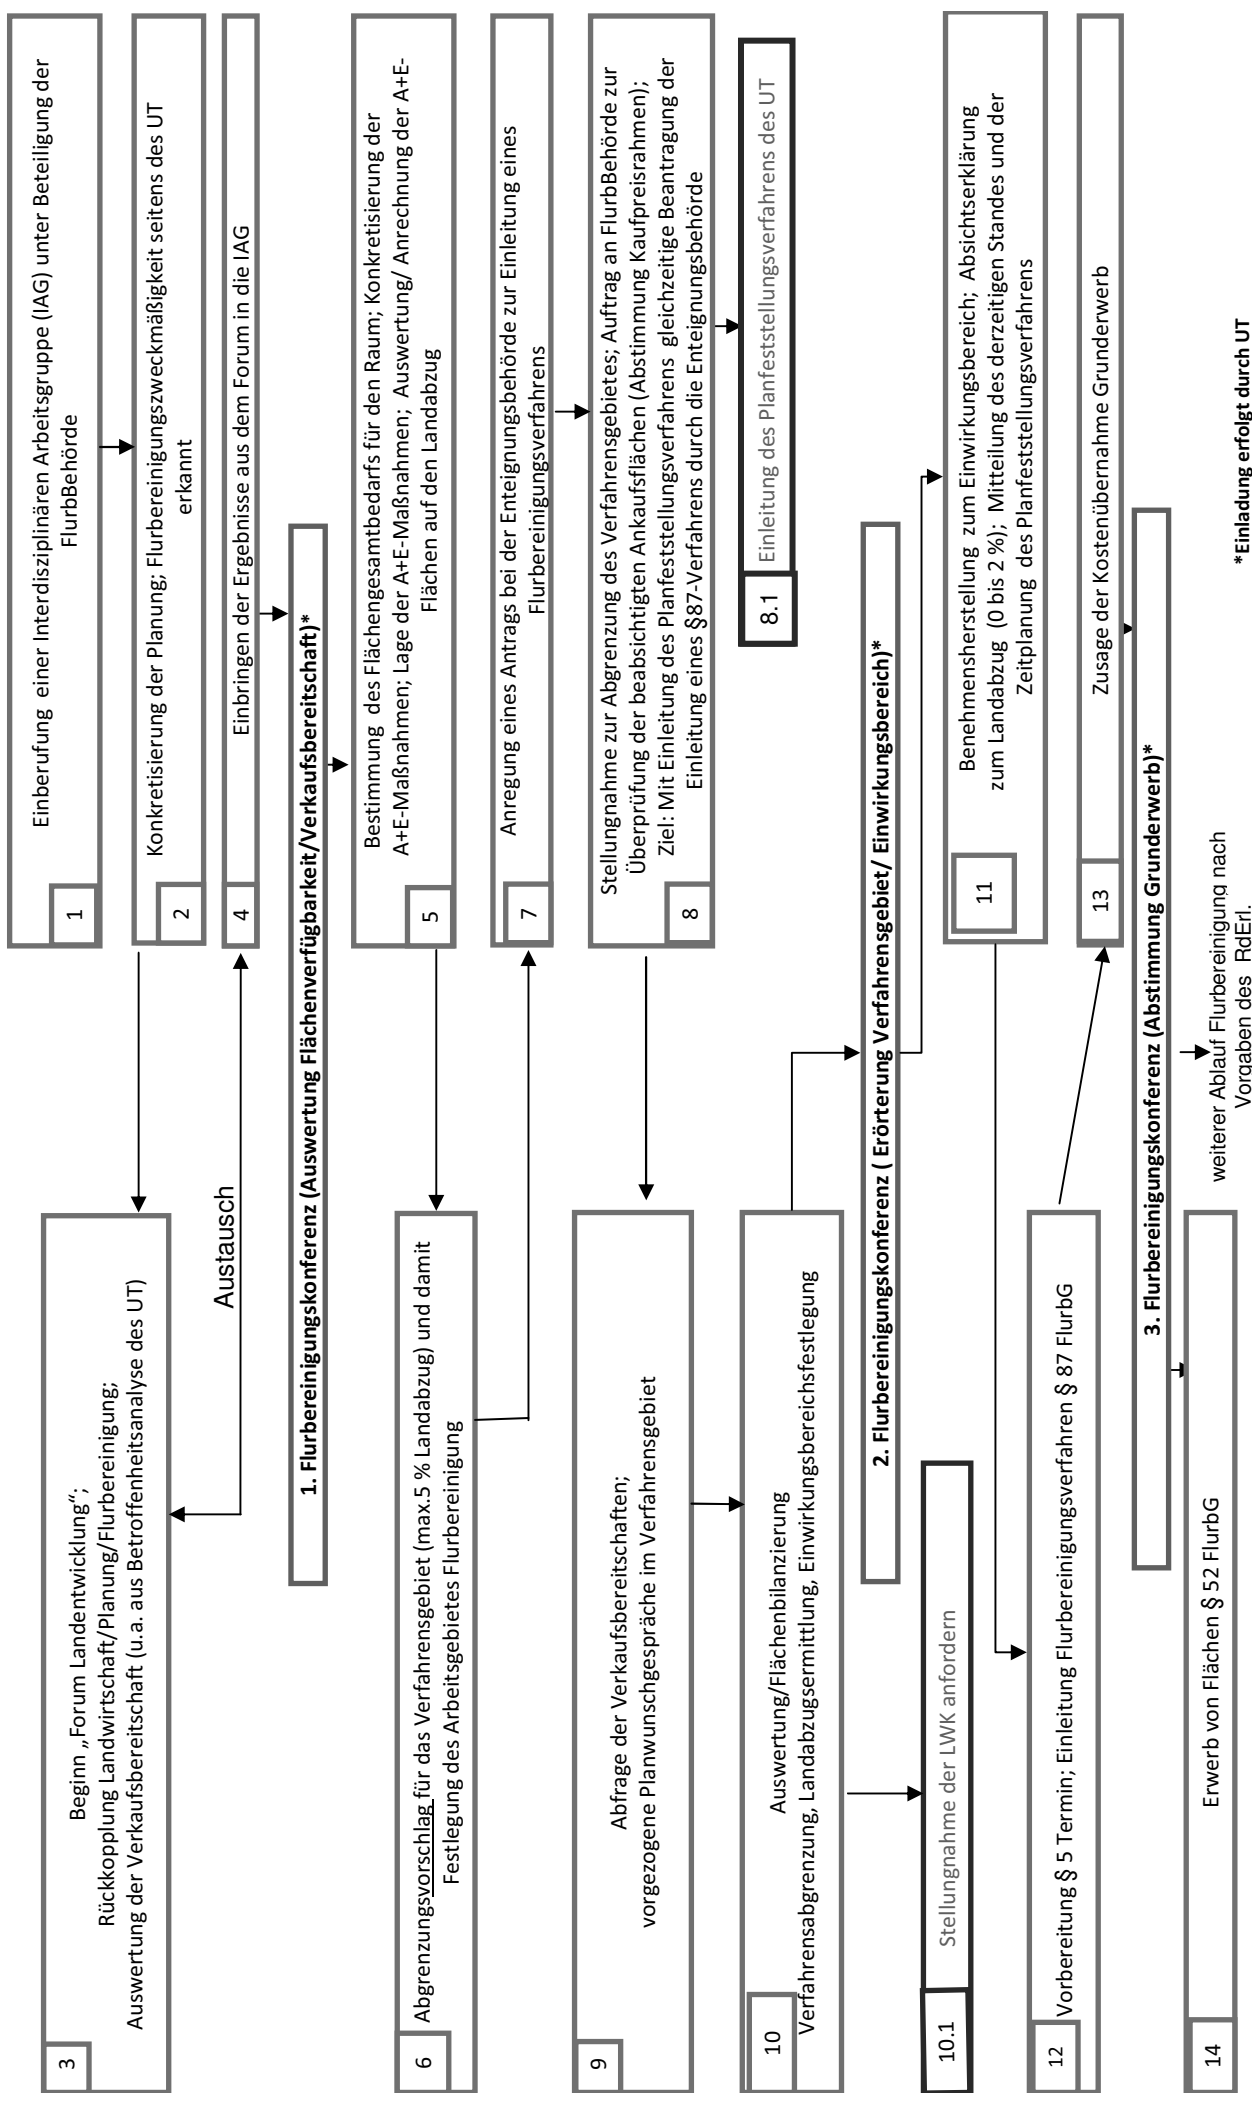 1
Einberufung einer Interdisziplinären Arbeitsgruppe (IAG) unter Beteiligung der
FlurbBehörde
2
Konkretisierung der Planung; Flurbereinigungszweckmäßigkeit seitens des UT
erkannt
3
Beginn „Forum Landentwicklung“;
Rückkopplung Landwirtschaft/Planung/Flurbereinigung;
Auswertung der Verkaufsbereitschaft (u.a. aus Betroffenheitsanalyse des UT)
Austausch
4
Einbringen der Ergebnisse aus dem Forum in die IAG
1. Flurbereinigungskonferenz (Auswertung Flächenverfügbarkeit/Verkaufsbereitschaft)*
5
Bestimmung des Flächengesamtbedarfs für den Raum; Konkretisierung der
A+E-Maßnahmen; Lage der A+E-Maßnahmen; Auswertung/ Anrechnung der A+E-
Flächen auf den Landabzug
6
Abgrenzungsvorschlag für das Verfahrensgebiet (max.5 % Landabzug) und damit
Festlegung des Arbeitsgebietes Flurbereinigung
7
Anregung eines Antrags bei der Enteignungsbehörde zur Einleitung eines
Flurbereinigungsverfahrens
8
Stellungnahme zur Abgrenzung des Verfahrensgebietes; Auftrag an FlurbBehörde zur
Überprüfung der beabsichtigten Ankaufsflächen (Abstimmung Kaufpreisrahmen);
Ziel: Mit Einleitung des Planfeststellungsverfahrens gleichzeitige Beantragung der
Einleitung eines §87-Verfahrens durch die Enteignungsbehörde
8.1
Einleitung des Planfeststellungsverfahrens des UT
9
Abfrage der Verkaufsbereitschaften;
vorgezogene Planwunschgespräche im Verfahrensgebiet
10
Auswertung/Flächenbilanzierung
Verfahrensabgrenzung, Landabzugsermittlung, Einwirkungsbereichsfestlegung
10.1
Stellungnahme der LWK anfordern
2. Flurbereinigungskonferenz ( Erörterung Verfahrensgebiet/ Einwirkungsbereich)*
11
Benehmensherstellung zum Einwirkungsbereich; Absichtserklärung
zum Landabzug (0 bis 2 %); Mitteilung des derzeitigen Standes und der
Zeitplanung des Planfeststellungsverfahrens
12
Vorbereitung § 5 Termin; Einleitung Flurbereinigungsverfahren § 87 FlurbG
13
Zusage der Kostenübernahme Grunderwerb
3. Flurbereinigungskonferenz (Abstimmung Grunderwerb)*
14
Erwerb von Flächen § 52 FlurbG
weiterer Ablauf Flurbereinigung nach
Vorgaben des RdErl.
*Einladung erfolgt durch UT